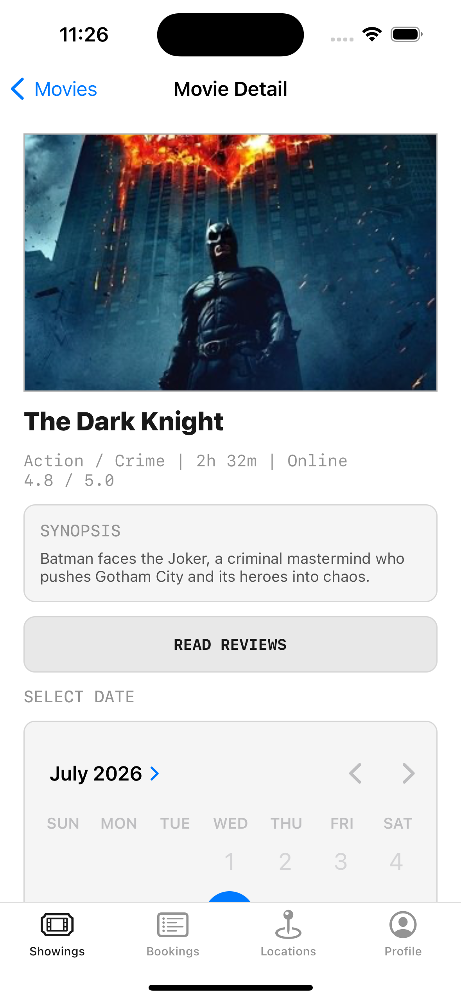 11:26
Movies
Movie Detail
The Dark Knight
Action / Crime | 2h 32m | Online
4.8 / 5.0
SYNOPSIS
Batman faces the Joker, a criminal mastermind who
pushes Gotham City and its heroes into chaos.
READ REVIEWS
SELECT DATE
July 2026
SUN MON TUE WED THU FRI SAT
1 2 3 4
Showings Bookings Locations Profile